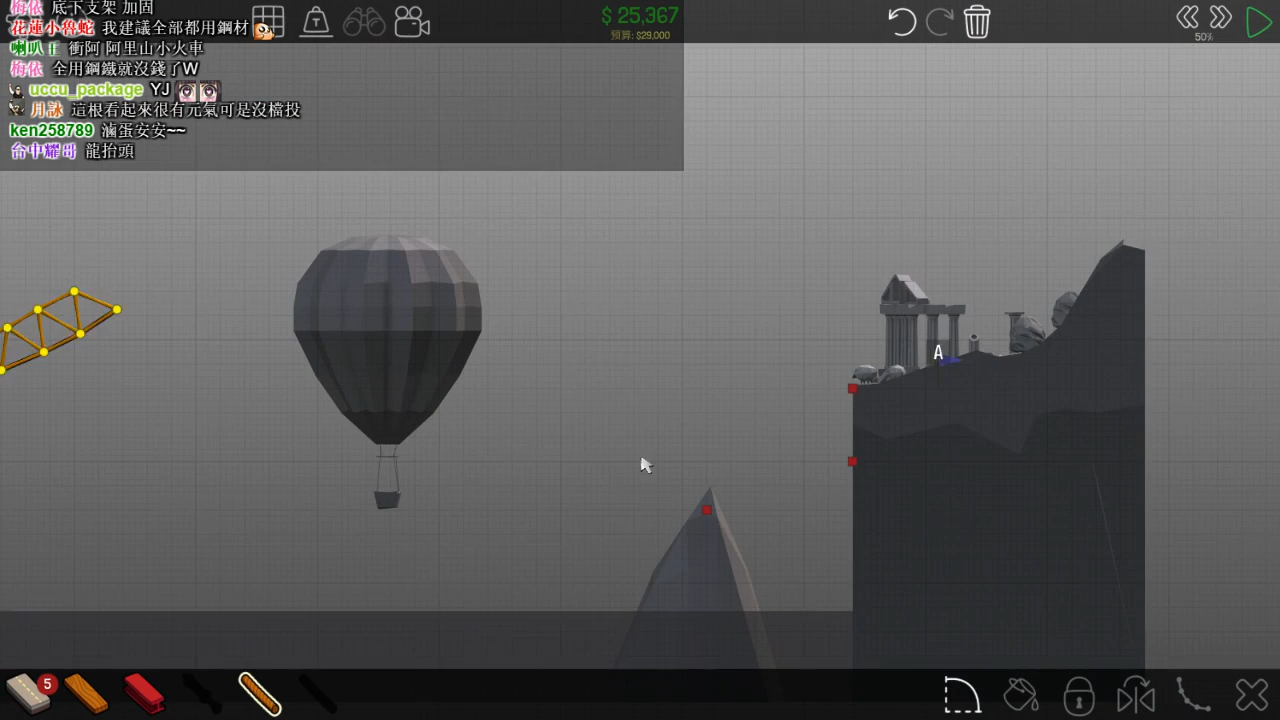 梅依 底下支架 加固
花蓮小魯蛇 我建議全部都用鋼材
喇叭王 衝阿 阿里山小火車
梅依 全用鋼鐵就沒錢了W
uccu_package YJ
月詠 這根看起來很有元氣可是沒檔投
ken258789 滷蛋安安~~
台中耀哥 龍抬頭
$ 25,367
預算: $29,000
50%
A
5